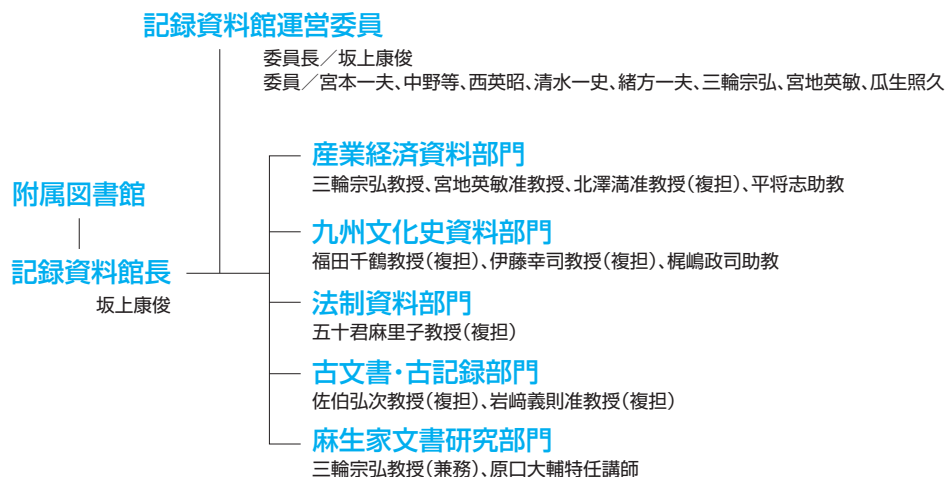 記録資料館運営委員
委員長／坂上康俊
委員／宮本一夫、中野等、西英昭、清水一史、緒方一夫、三輪宗弘、宮地英敏、瓜生照久
附属図書館
記録資料館長
坂上康俊
産業経済資料部門
三輪宗弘教授、宮地英敏准教授、北澤満准教授（複担）、平将志助教
九州文化史資料部門
福田千鶴教授（複担）、伊藤幸司教授（複担）、梶嶋政司助教
法制資料部門
五十君麻里子教授（複担）
古文書・古記録部門
佐伯弘次教授（複担）、岩﨑義則准教授（複担）
麻生家文書研究部門
三輪宗弘教授（兼務）、原口大輔特任講師